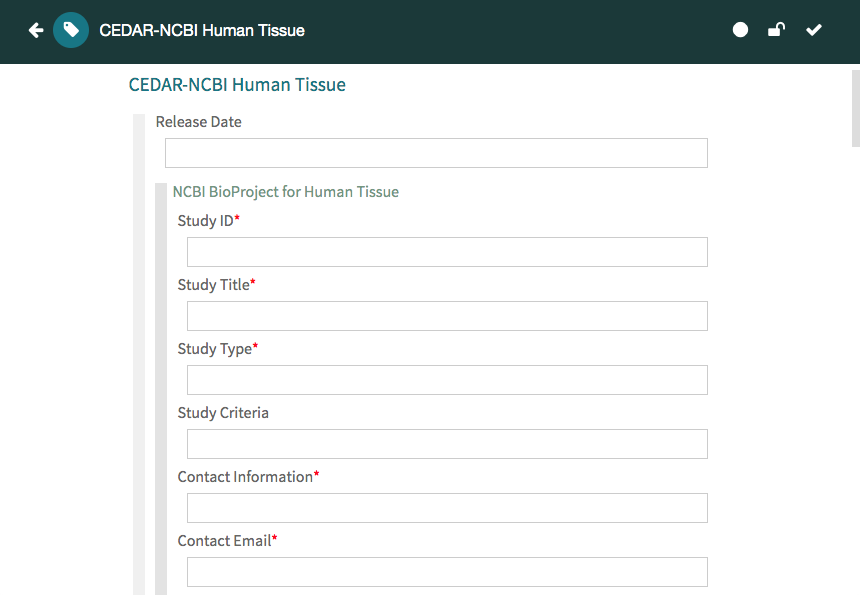 CEDAR-NCBI Human Tissue
CEDAR-NCBI Human Tissue
Release Date
NCBI BioProject for Human Tissue
Study ID*
Study Title*
Study Type*
Study Criteria
Contact Information*
Contact Email*